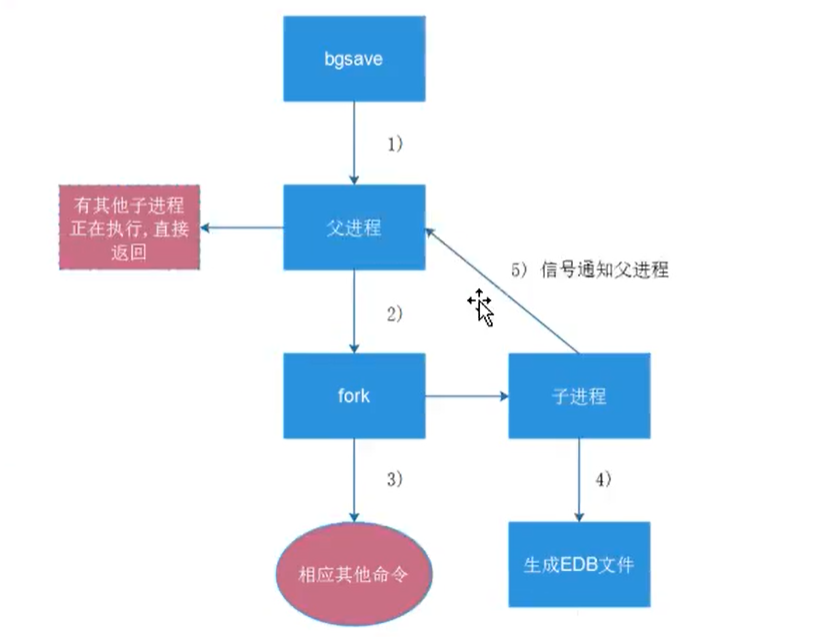 bgsave
1)
有其他子进程
正在执行,直接
返回
父进程
5) 信号通知父进程
2)
fork
子进程
3)
4)
相应其他命令
生成EDB文件